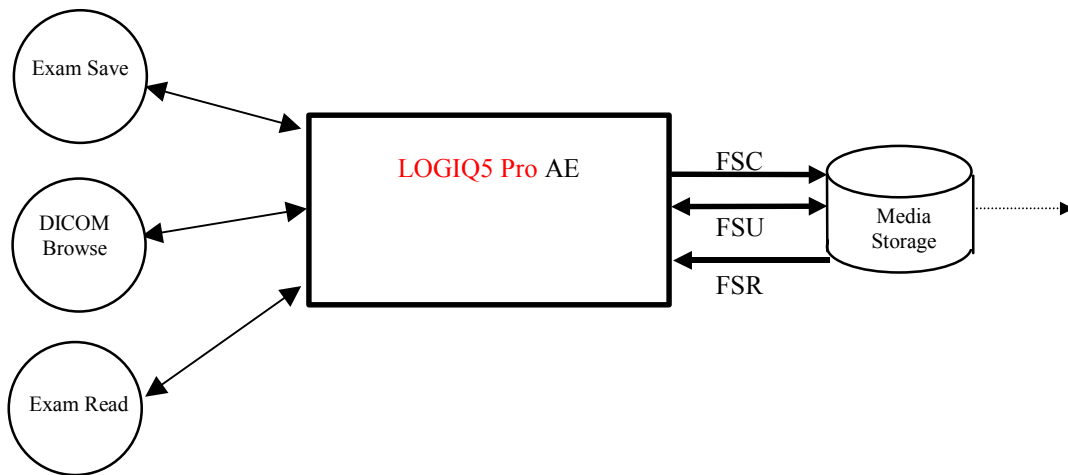 Exam Save
LOGIQ5 Pro AE
FSC
DICOM
Browse
FSU
Media
Storage
FSR
Exam Read